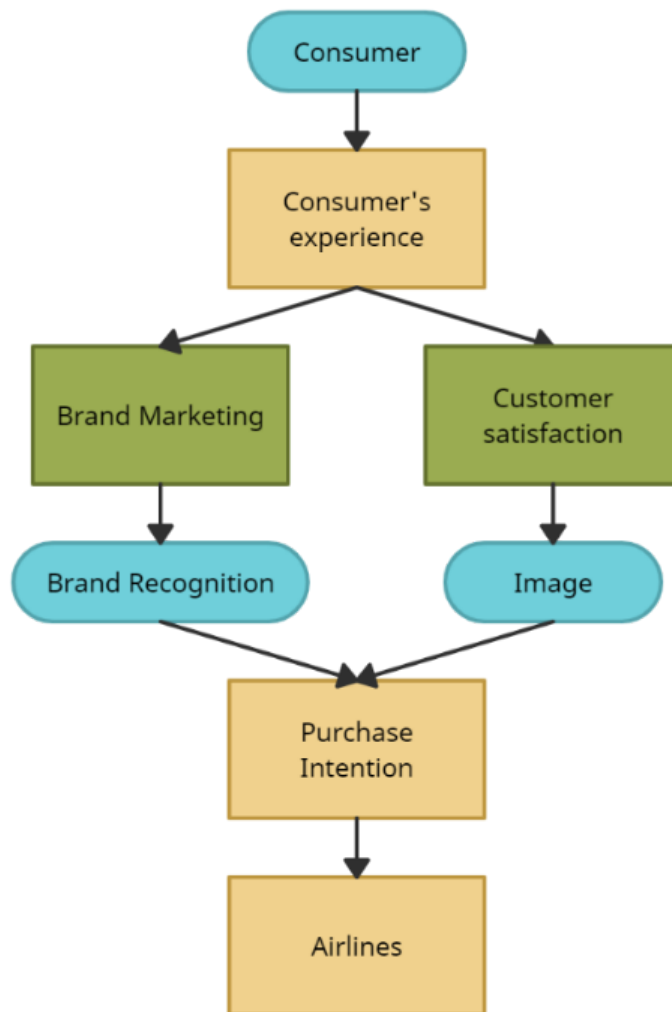 Consumer
Consumer's
experience
Brand Marketing
Customer
satisfaction
Brand Recognition
Image
Purchase
Intention
Airlines